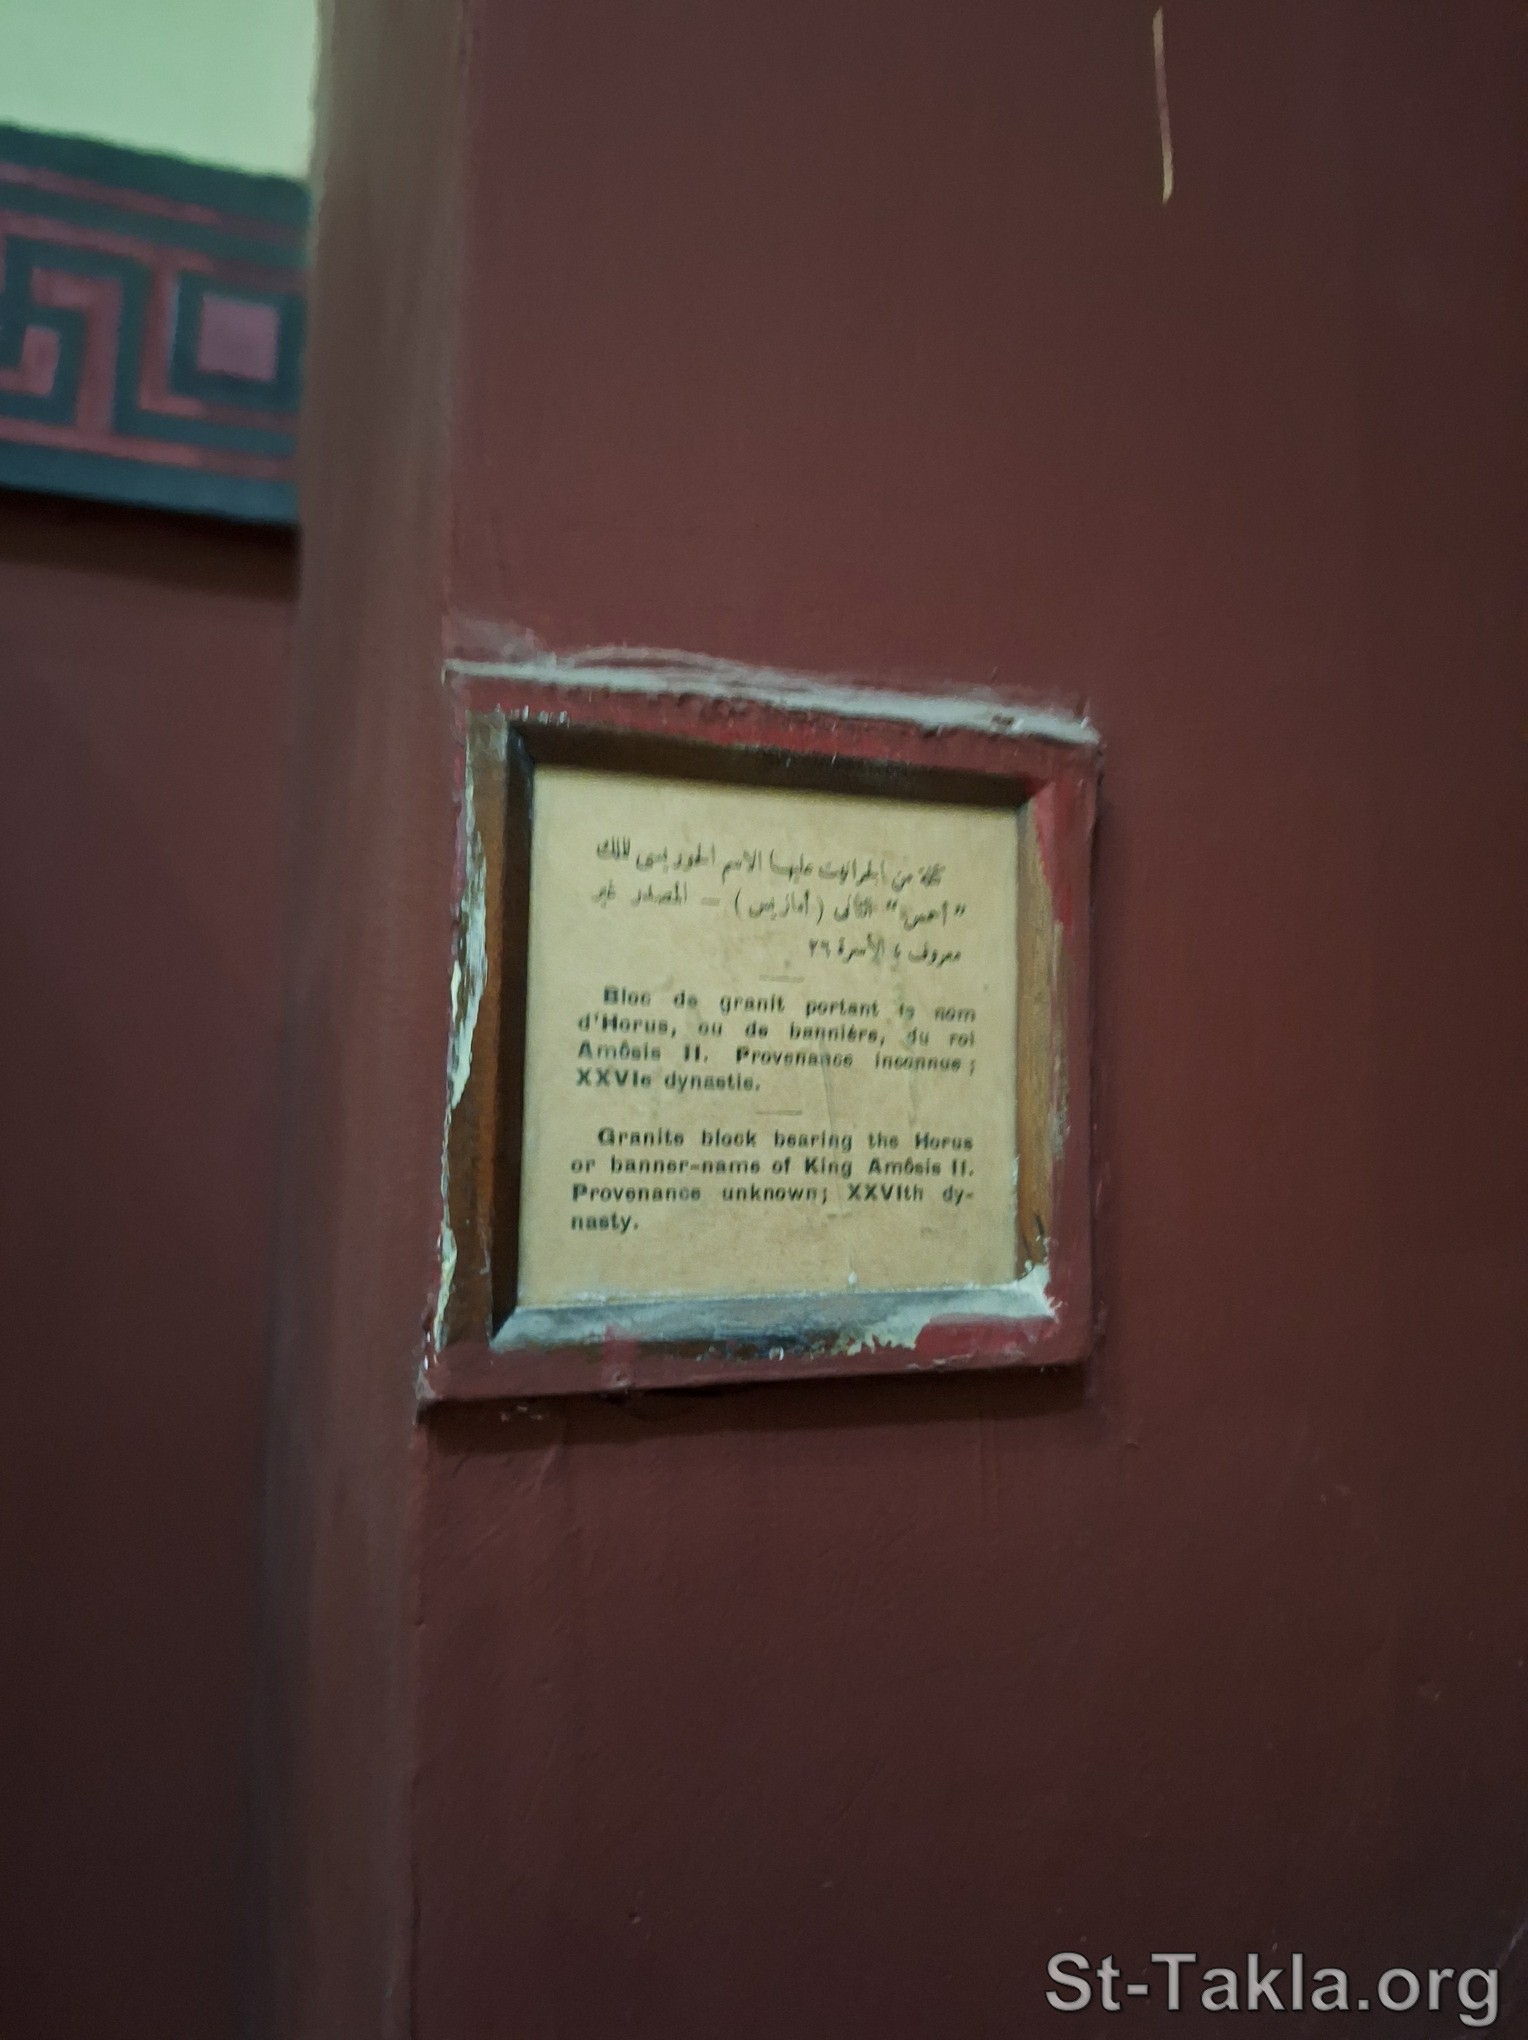 كتلة من الجرانيت عليها الاسم الحوريسى للملك
"أحمس" الثانى (أمازيس) — المصدر غير
معروف ؛ الأسرة ٢٦
Bloc de granit portant le nom
d'Horus, ou de bannière, du roi
Amôsis II. Provenance inconnue ;
XXVIe dynastie.
Granite block bearing the Horus
or banner-name of King Amôsis II.
Provenance unknown; XXVIth dy-
nasty.
St-Takla.org